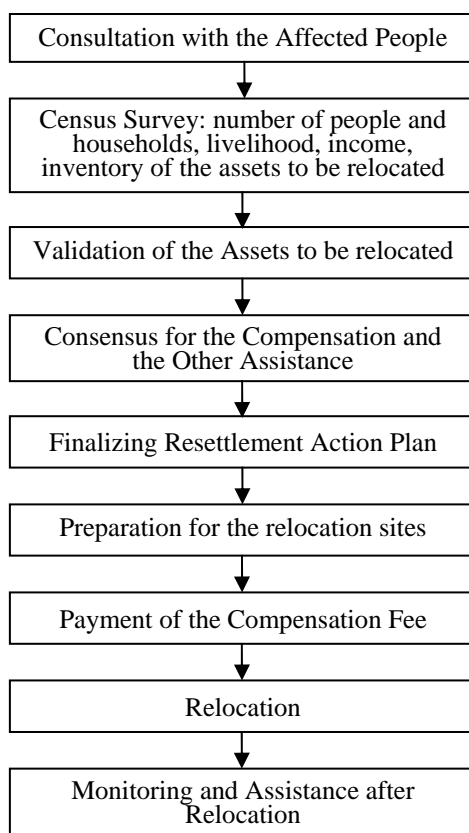 Consultation with the Affected People
Census Survey: number of people and
households, livelihood, income,
inventory of the assets to be relocated
Validation of the Assets to be relocated
Consensus for the Compensation and
the Other Assistance
Finalizing Resettlement Action Plan
Preparation for the relocation sites
Payment of the Compensation Fee
Relocation
Monitoring and Assistance after
Relocation